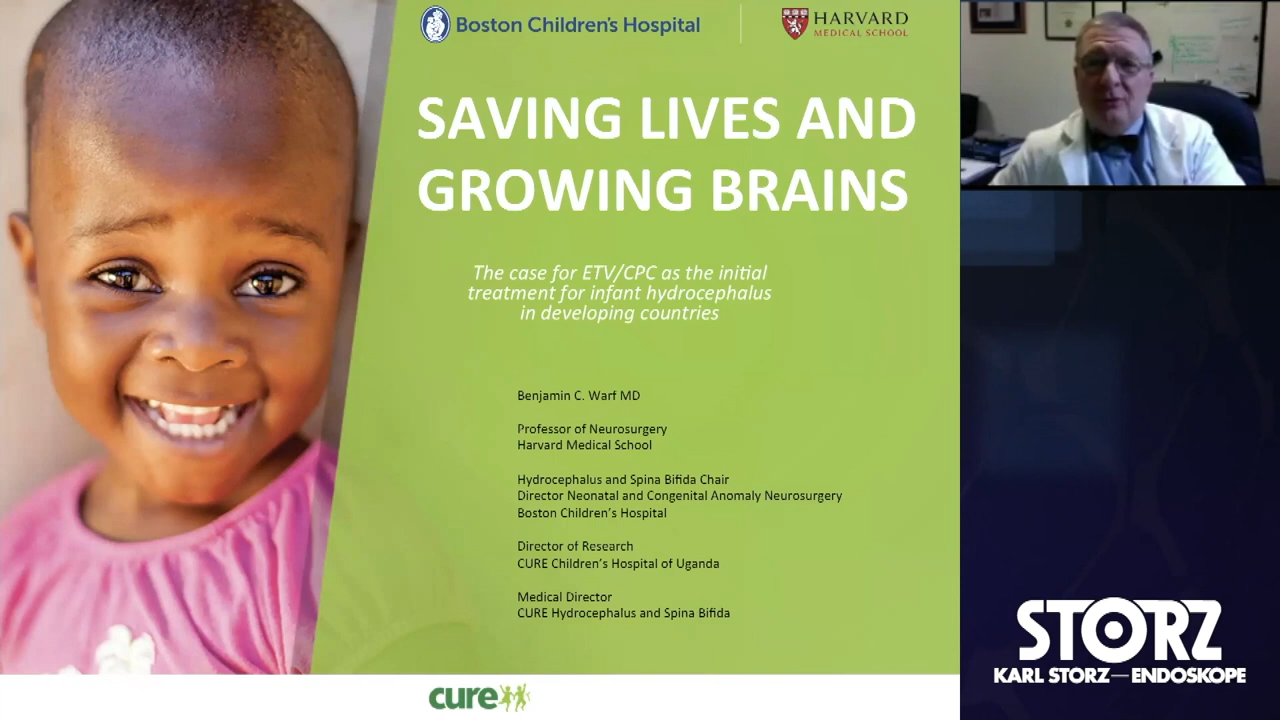 Boston Children's Hospital
HARVARD
MEDICAL SCHOOL
SAVING LIVES AND
GROWING BRAINS
The case for ETV/CPC as the initial
treatment for infant hydrocephalus
in developing countries
Benjamin C. Warf MD
Professor of Neurosurgery
Harvard Medical School
Hydrocephalus and Spina Bifida Chair
Director Neonatal and Congenital Anomaly Neurosurgery
Boston Children's Hospital
Director of Research
CURE Children's Hospital of Uganda
Medical Director
CURE Hydrocephalus and Spina Bifida
cure
STORZ
KARL STORZ—ENDOSKOPE